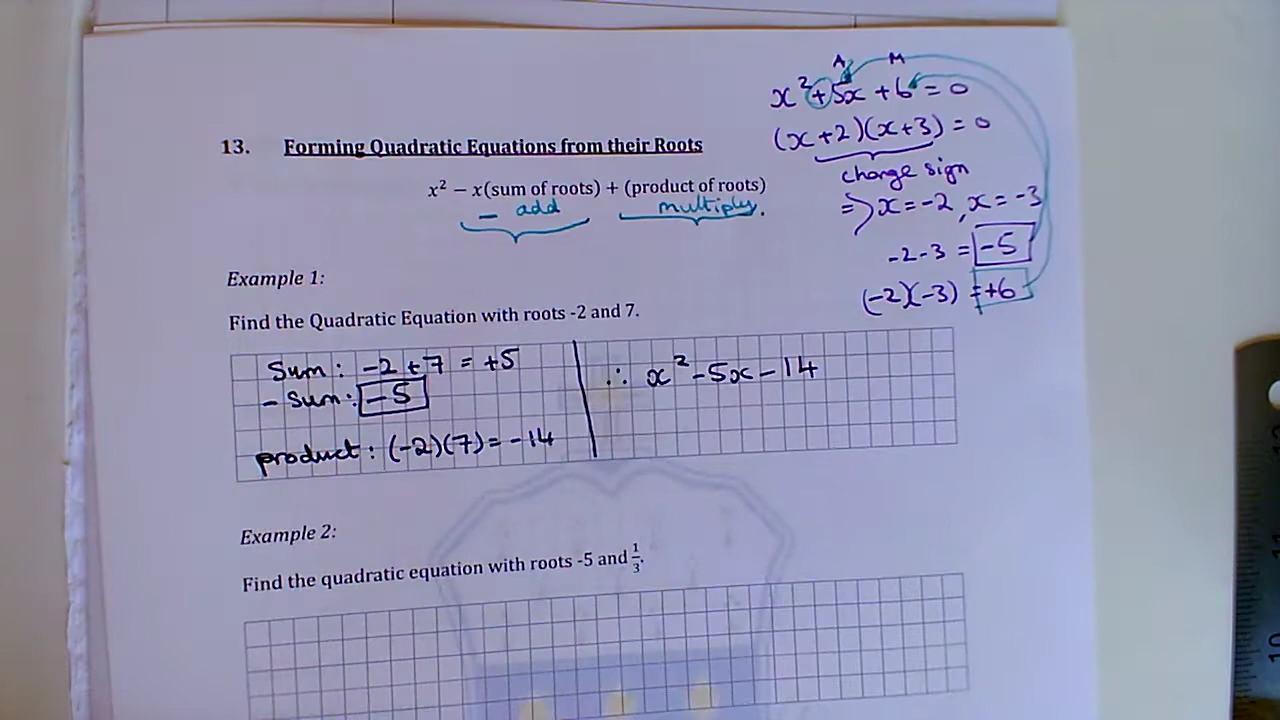 13. Forming Quadratic Equations from their Roots
x² − x(sum of roots) + (product of roots)
− add multiply.
A M
x² + 5x + 6 = 0
(x + 2)(x + 3) = 0
change sign
⇒ x = −2, x = −3
−2 − 3 = −5
(−2)(−3) = +6
Example 1:
Find the Quadratic Equation with roots -2 and 7.
Sum: −2 + 7 = +5
− Sum: −5
product: (−2)(7) = −14
∴ x² − 5x − 14
Example 2:
Find the quadratic equation with roots -5 and 1/3.
10